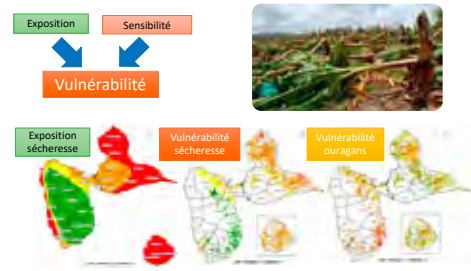 Exposition
Sensibilité
Vulnérabilité
Exposition
sécheresse
Vulnérabilité
sécheresse
Vulnérabilité
ouragans